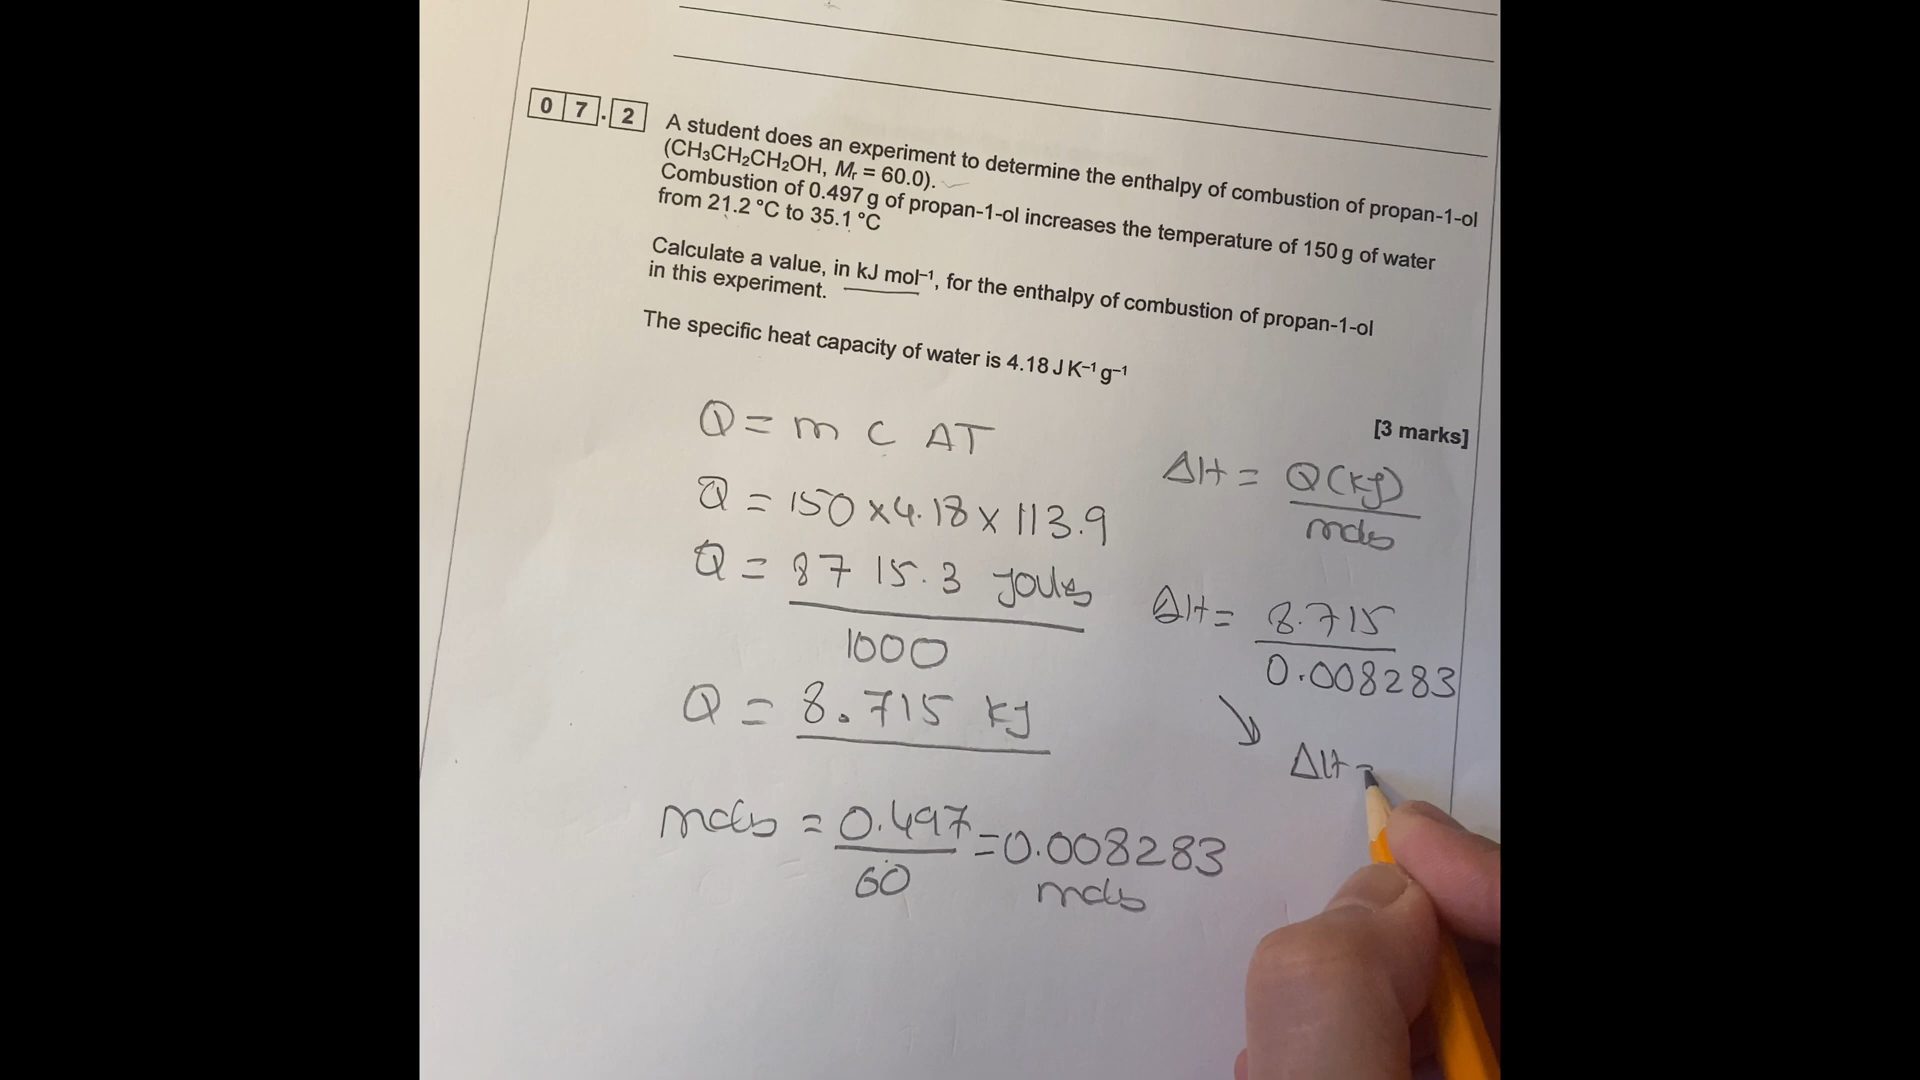 07.2
A student does an experiment to determine the enthalpy of combustion of propan-1-ol
(CH₃CH₂CH₂OH, Mᵣ = 60.0).
Combustion of 0.497 g of propan-1-ol increases the temperature of 150 g of water
from 21.2 °C to 35.1 °C
Calculate a value, in kJ mol⁻¹, for the enthalpy of combustion of propan-1-ol
in this experiment.
The specific heat capacity of water is 4.18 J K⁻¹ g⁻¹
[3 marks]
Q = m C ΔT
Q = 150 × 4.18 × 113.9
Q = 8715.3 joules
1000
Q = 8.715 kJ
moles = 0.497 = 0.008283
60 moles
ΔH = Q(kJ)
moles
ΔH = 8.715
0.008283
ΔH =